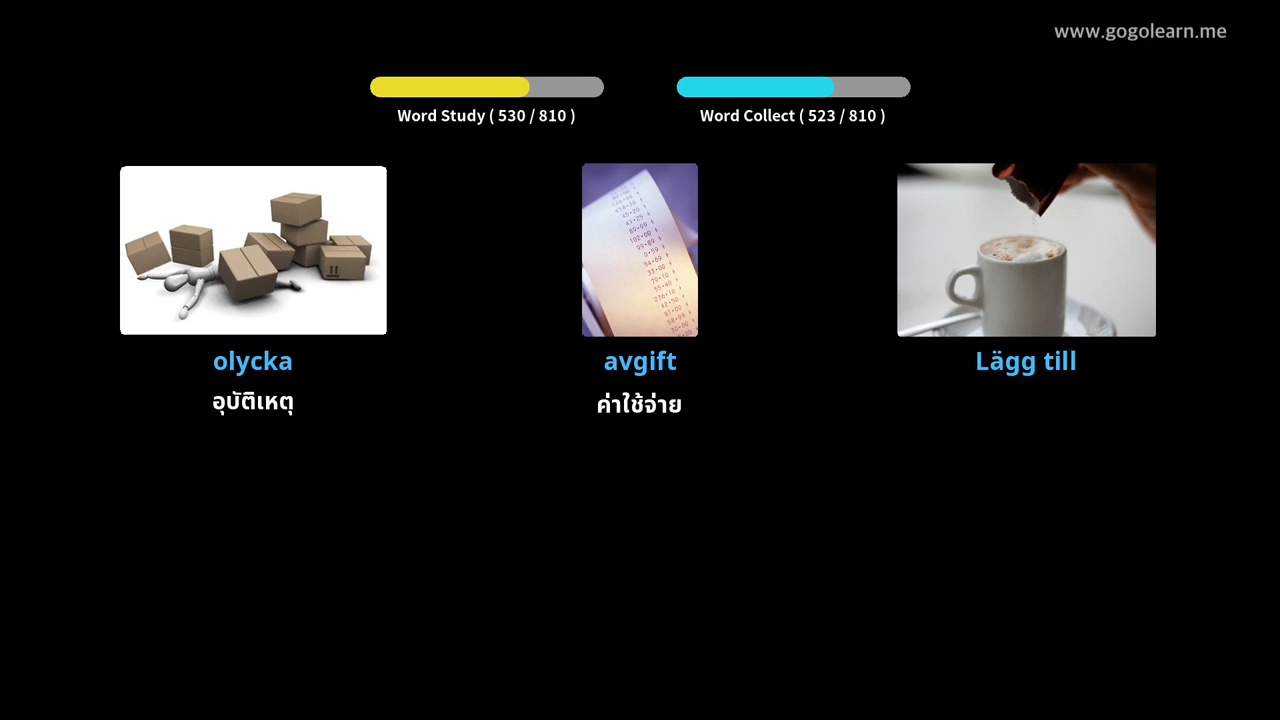 www.gogolearn.me
Word Study ( 530 / 810 )
Word Collect ( 523 / 810 )
olycka
อุบัติเหตุ
avgift
ค่าใช้จ่าย
Lägg till